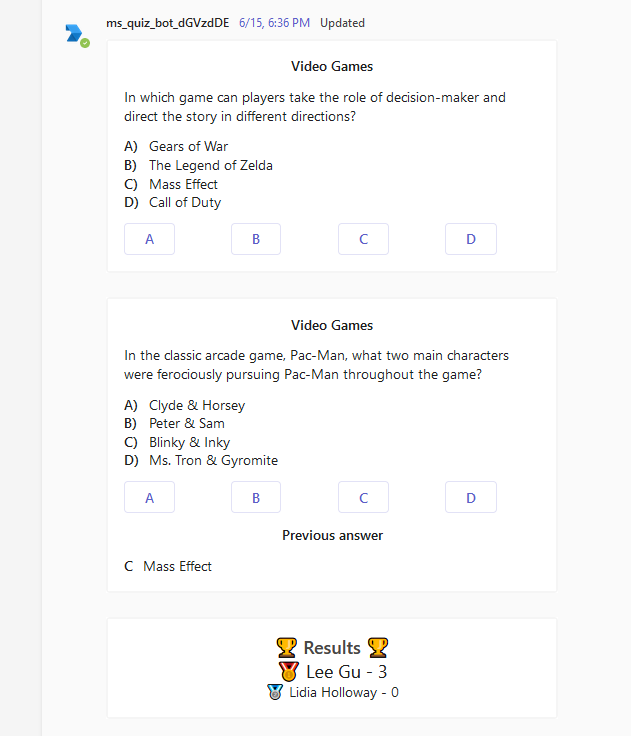 ms_quiz_bot_dGVzdDE 6/15, 6:36 PM Updated
Video Games
In which game can players take the role of decision-maker and
direct the story in different directions?
A) Gears of War
B) The Legend of Zelda
C) Mass Effect
D) Call of Duty
A B C D
Video Games
In the classic arcade game, Pac-Man, what two main characters
were ferociously pursuing Pac-Man throughout the game?
A) Clyde & Horsey
B) Peter & Sam
C) Blinky & Inky
D) Ms. Tron & Gyromite
A B C D
Previous answer
C Mass Effect
🏆 Results 🏆
🥇 Lee Gu - 3
🥈 Lidia Holloway - 0